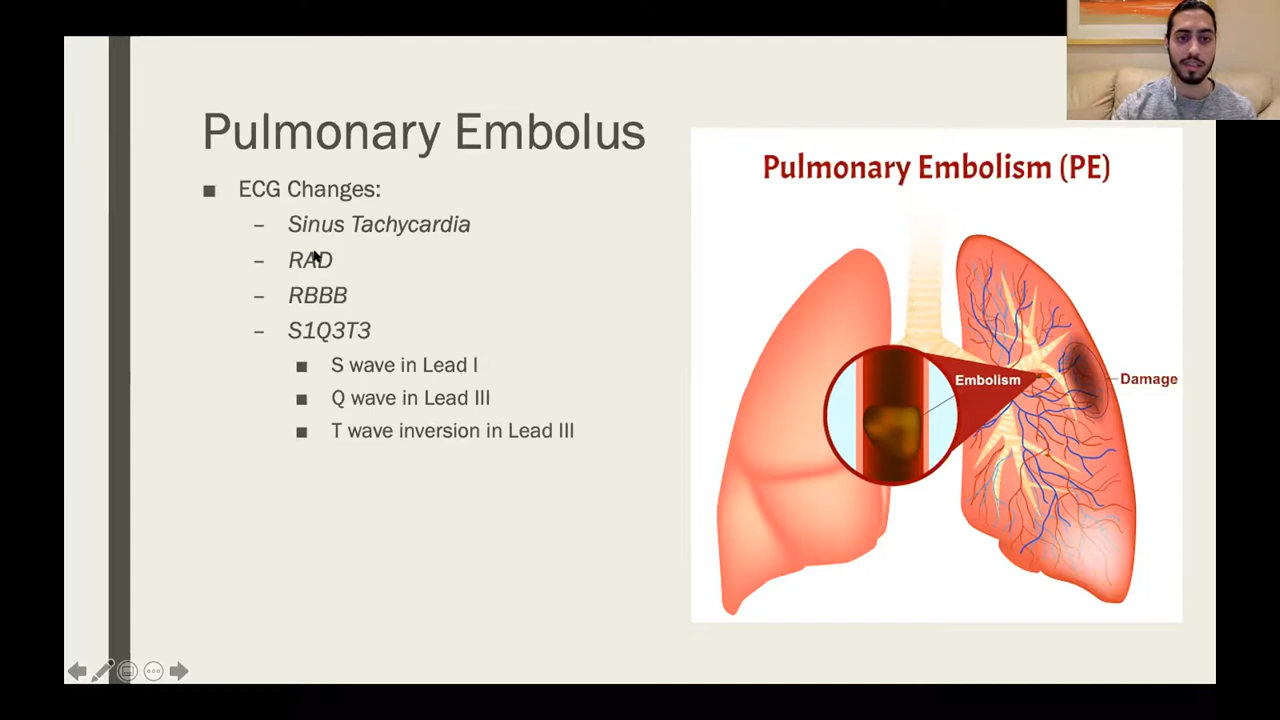 Pulmonary Embolus
ECG Changes:
– Sinus Tachycardia
– RAD
– RBBB
– S1Q3T3
S wave in Lead I
Q wave in Lead III
T wave inversion in Lead III
Pulmonary Embolism (PE)
Embolism
Damage